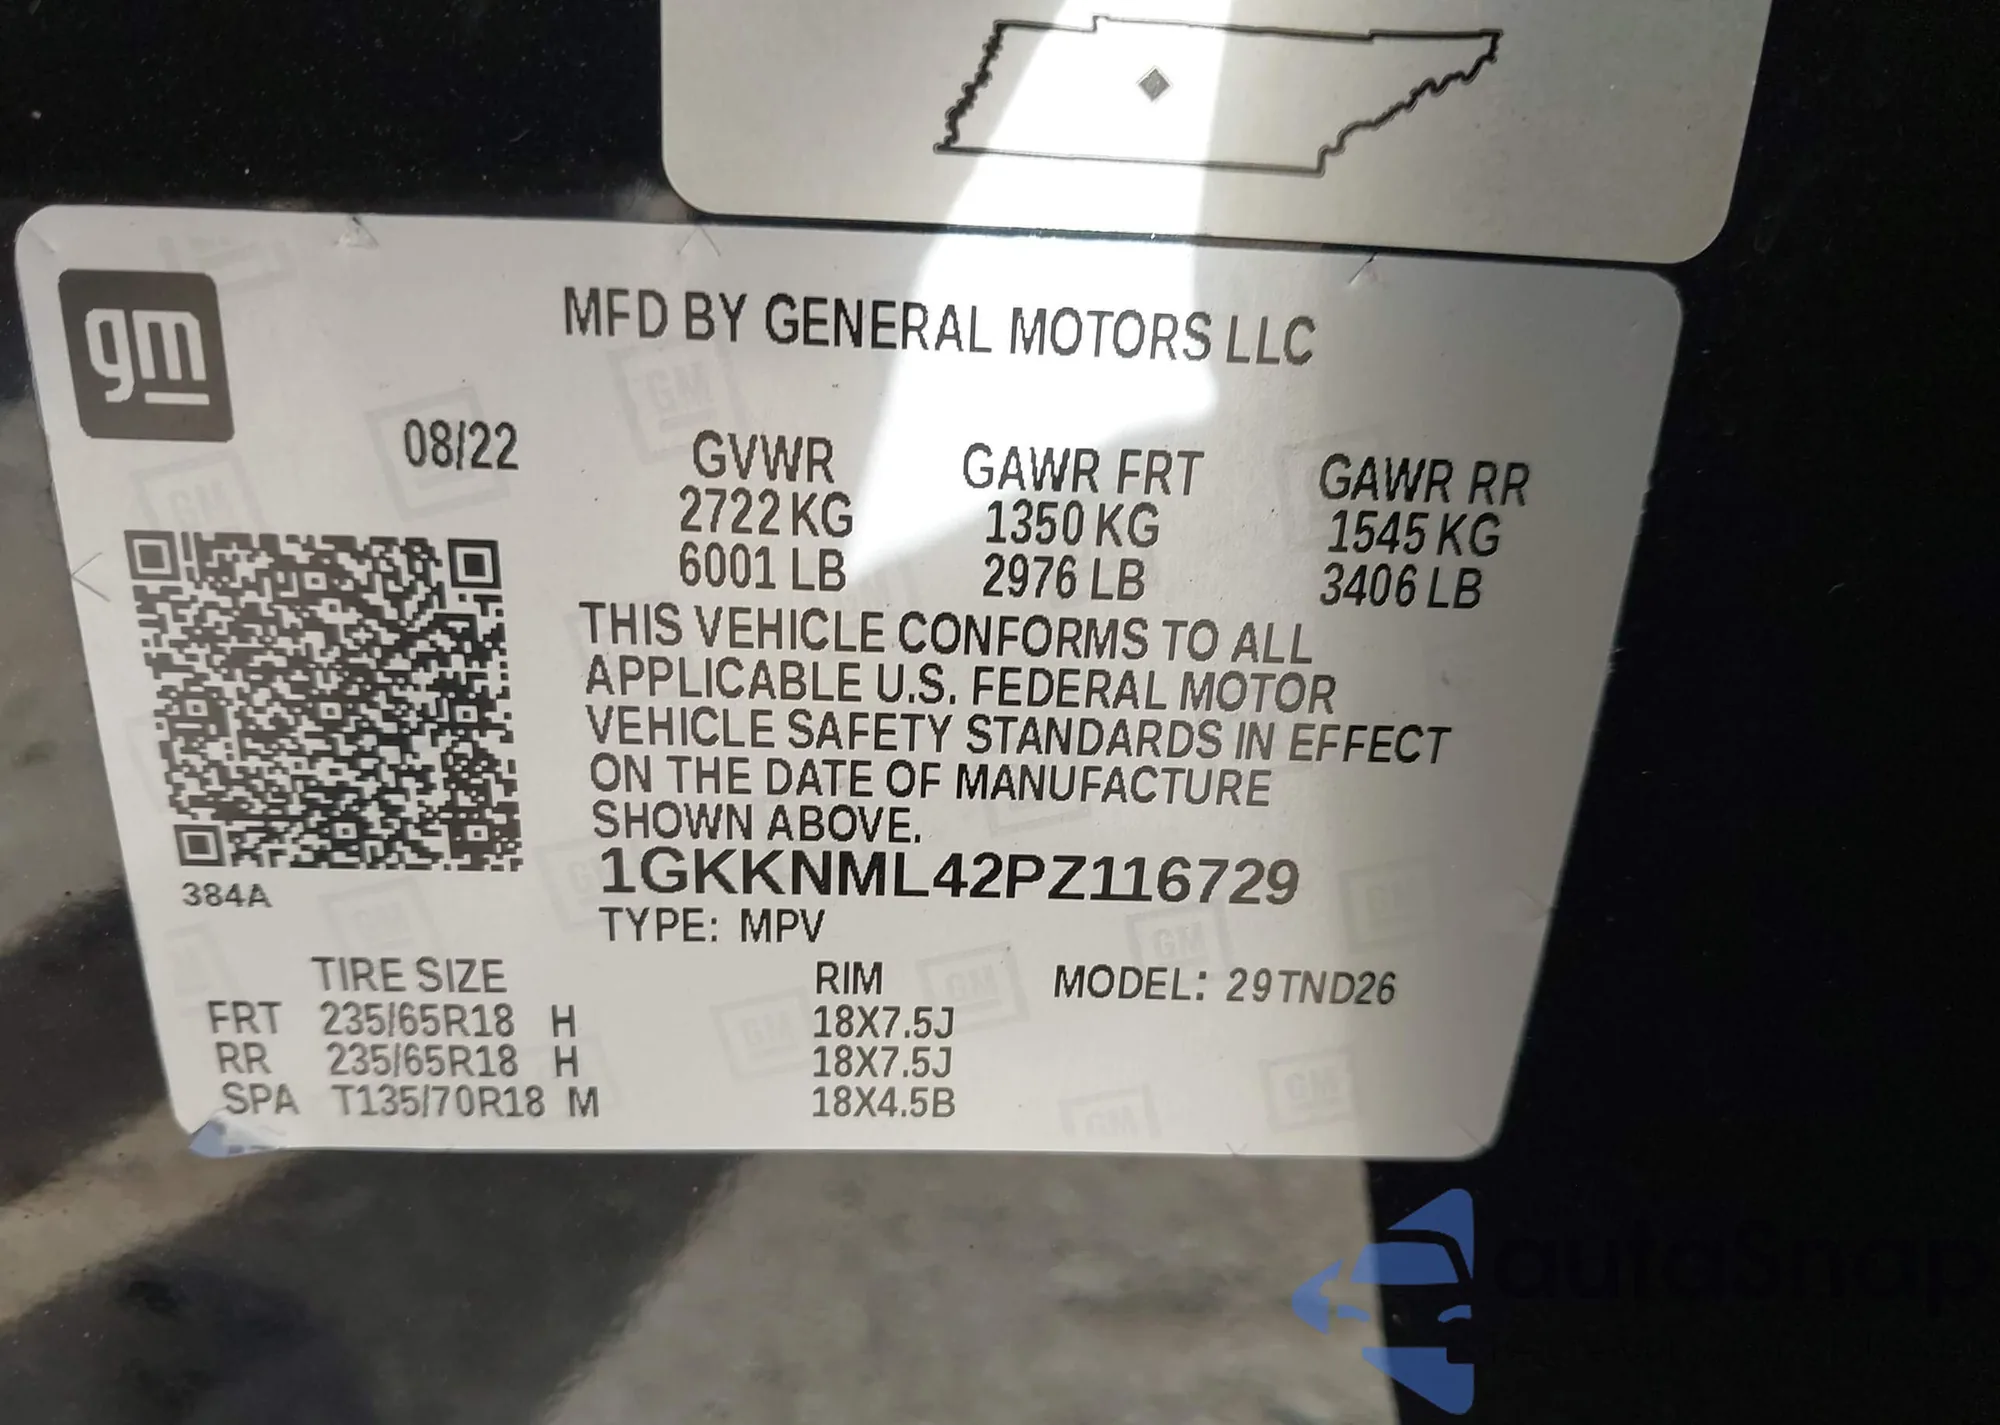 gm
MFD BY GENERAL MOTORS LLC
08/22
GVWR GAWR FRT GAWR RR
2722 KG 1350 KG 1545 KG
6001 LB 2976 LB 3406 LB
THIS VEHICLE CONFORMS TO ALL
APPLICABLE U.S. FEDERAL MOTOR
VEHICLE SAFETY STANDARDS IN EFFECT
ON THE DATE OF MANUFACTURE
SHOWN ABOVE.
1GKKNML42PZ116729
384A
TYPE: MPV
TIRE SIZE RIM MODEL: 29TND26
FRT 235/65R18 H 18X7.5J
RR 235/65R18 H 18X7.5J
SPA T135/70R18 M 18X4.5B